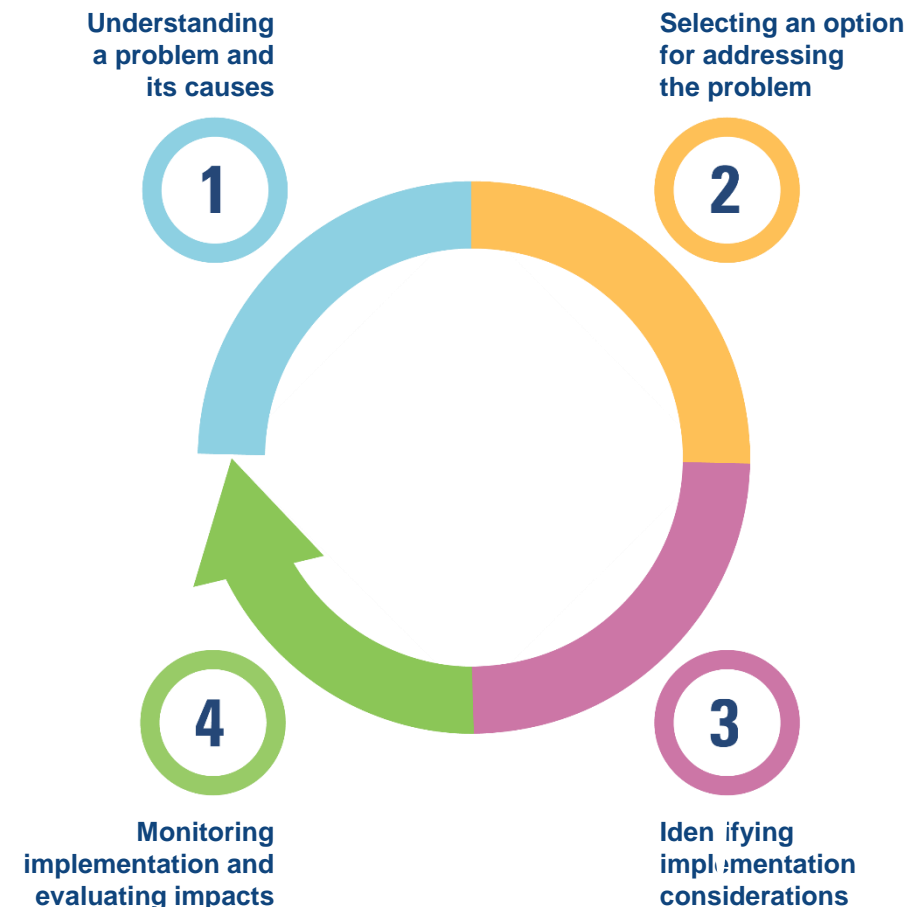 Understanding
a problem and
its causes
1
Selecting an option
for addressing
the problem
2
3
Iden ifying
implementation
considerations
4
Monitoring
implementation and
evaluating impacts